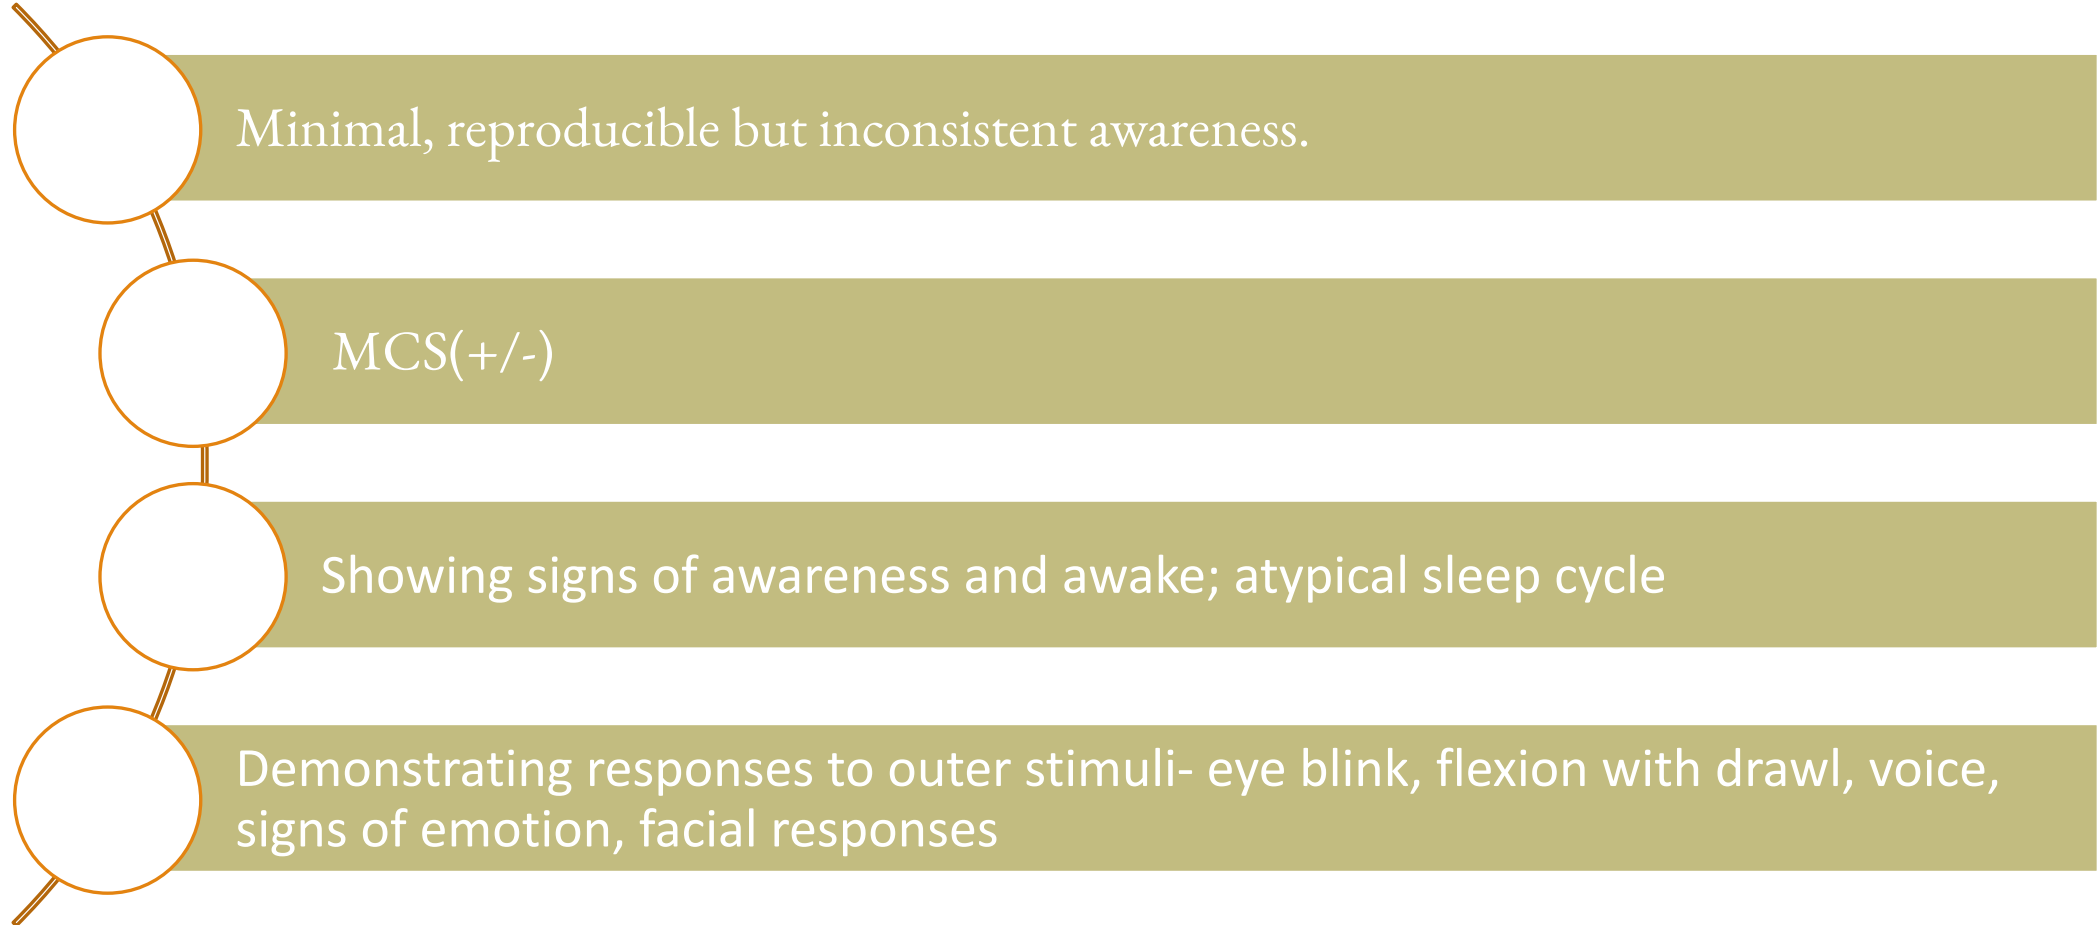 Minimal, reproducible but inconsistent awareness.
MCS(+/-)
Showing signs of awareness and awake; atypical sleep cycle
Demonstrating responses to outer stimuli- eye blink, flexion with drawl, voice,
signs of emotion, facial responses